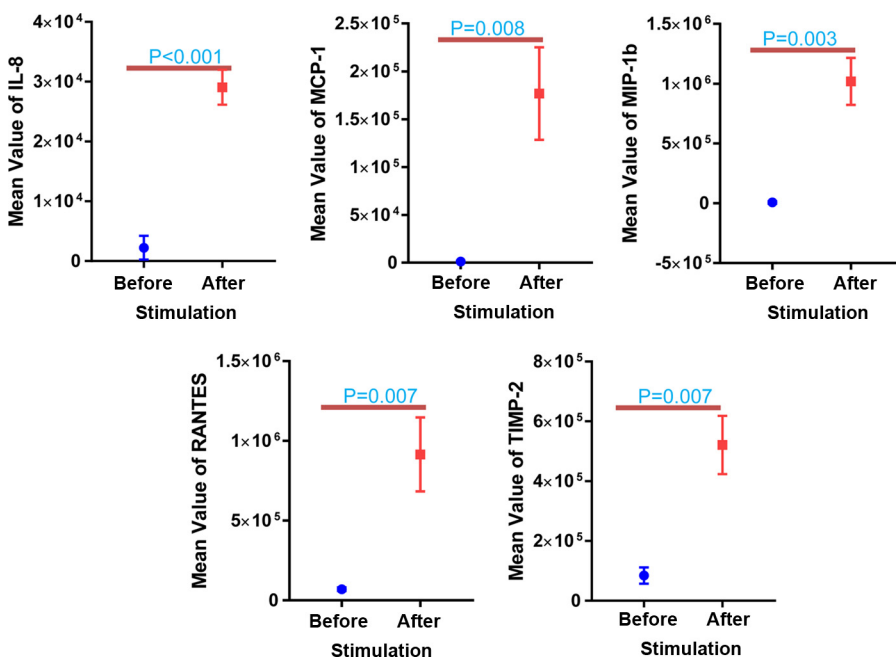 Mean Value of IL-8
4×10⁴
3×10⁴
2×10⁴
1×10⁴
0
P<0.001
Before After
Stimulation
Mean Value of MCP-1
2.5×10⁵
2×10⁵
1.5×10⁵
1×10⁵
5×10⁴
0
P=0.008
Before After
Stimulation
Mean Value of MIP-1b
1.5×10⁶
1×10⁶
5×10⁵
0
-5×10⁵
P=0.003
Before After
Stimulation
Mean Value of RANTES
1.5×10⁶
1×10⁶
5×10⁵
0
P=0.007
Before After
Stimulation
Mean Value of TIMP-2
8×10⁵
6×10⁵
4×10⁵
2×10⁵
0
P=0.007
Before After
Stimulation